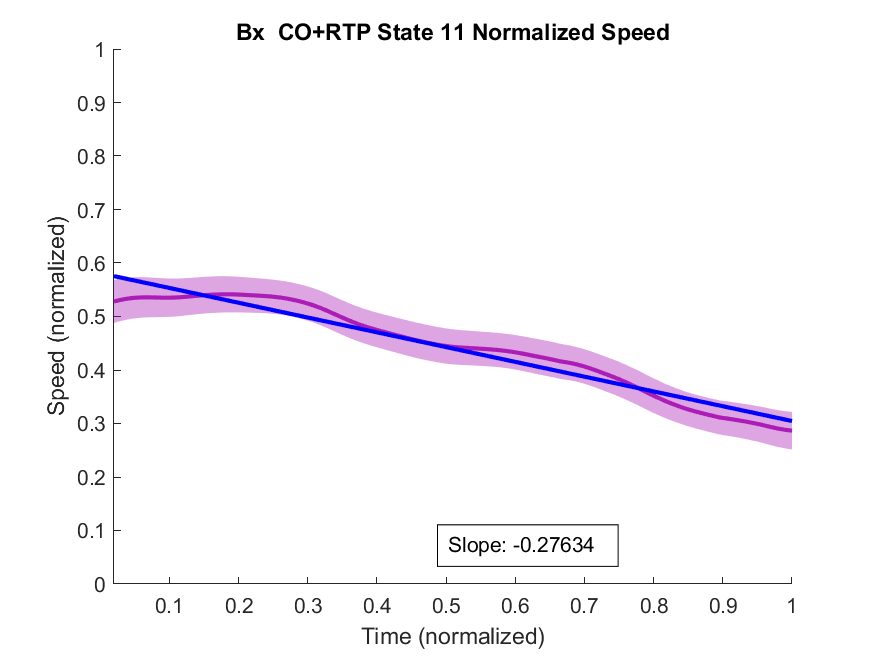 Bx  CO+RTP State 11 Normalized Speed
1
0.9
0.8
0.7
0.6
0.5
0.4
0.3
0.2
0.1
0
Speed (normalized)
Slope: -0.27634
0.1 0.2 0.3 0.4 0.5 0.6 0.7 0.8 0.9 1
Time (normalized)